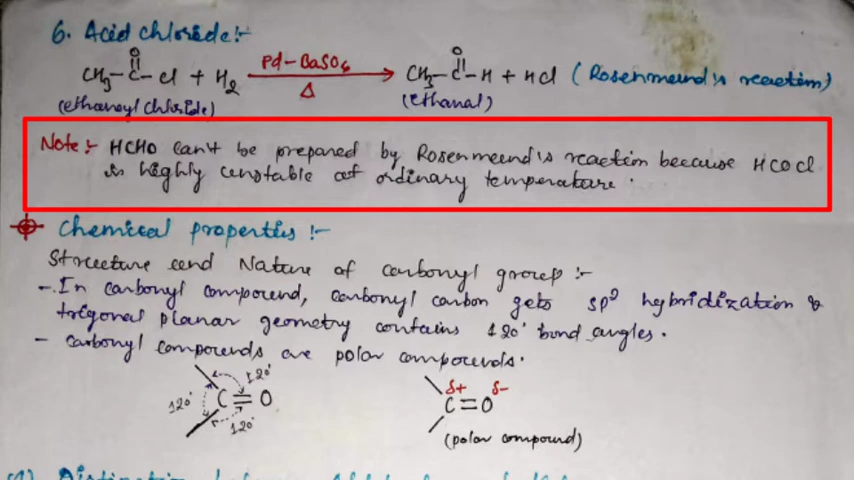 6. Acid chloride:-
O O
CH3-C-Cl + H2 Pd-BaSO4 Δ CH3-C-H + HCl (Rosenmeund's reaction)
(ethanoyl chloride) (ethanal)
Note:- HCHO can't be prepared by Rosenmeund's reaction because HCOCl
is highly unstable at ordinary temperature.
Chemical properties:-
Structure and Nature of carbonyl group:-
- In carbonyl compound, carbonyl carbon gets sp2 hybridization &
trigonal planar geometry contains 120° bond angles.
- carbonyl compounds are polar compounds.
120° δ+ δ-
120° C=O C=O
120°
(polar compound)